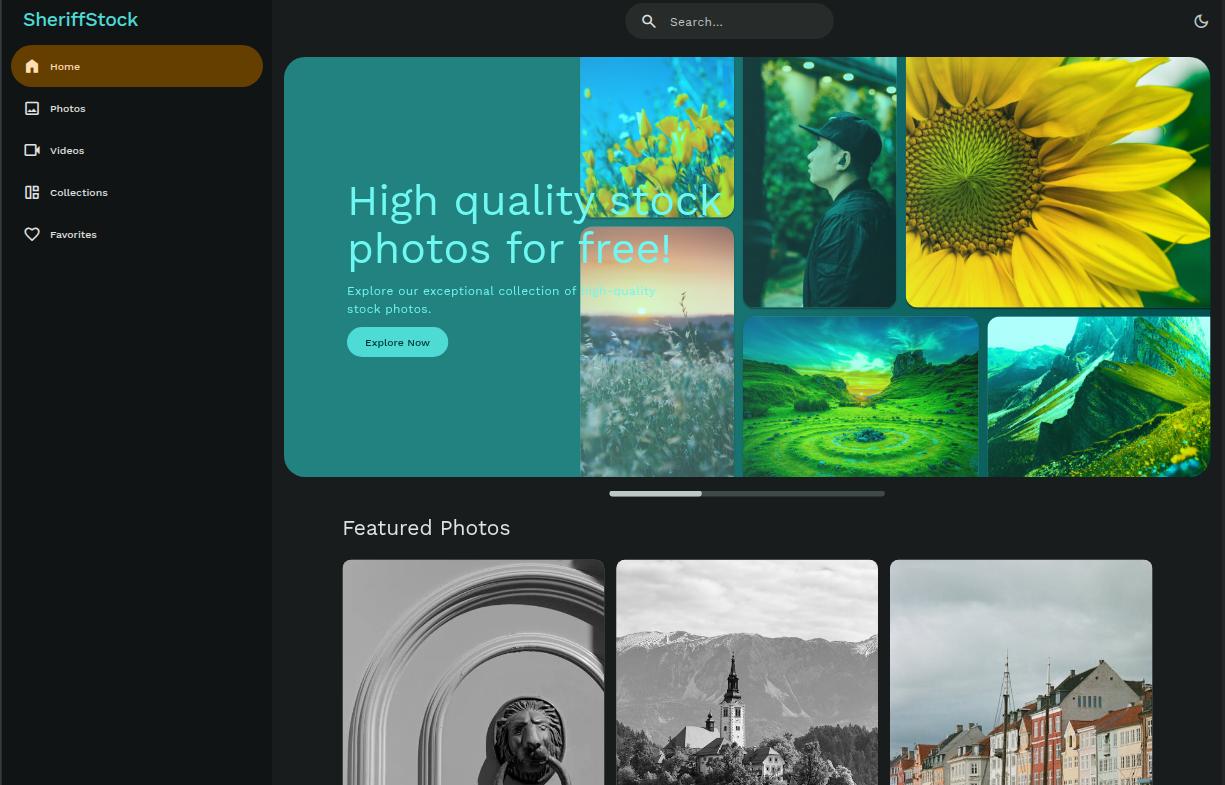 SheriffStock
Search...
Home
Photos
Videos
Collections
Favorites
High quality stock
photos for free!
Explore our exceptional collection of high-quality
stock photos.
Explore Now
Featured Photos